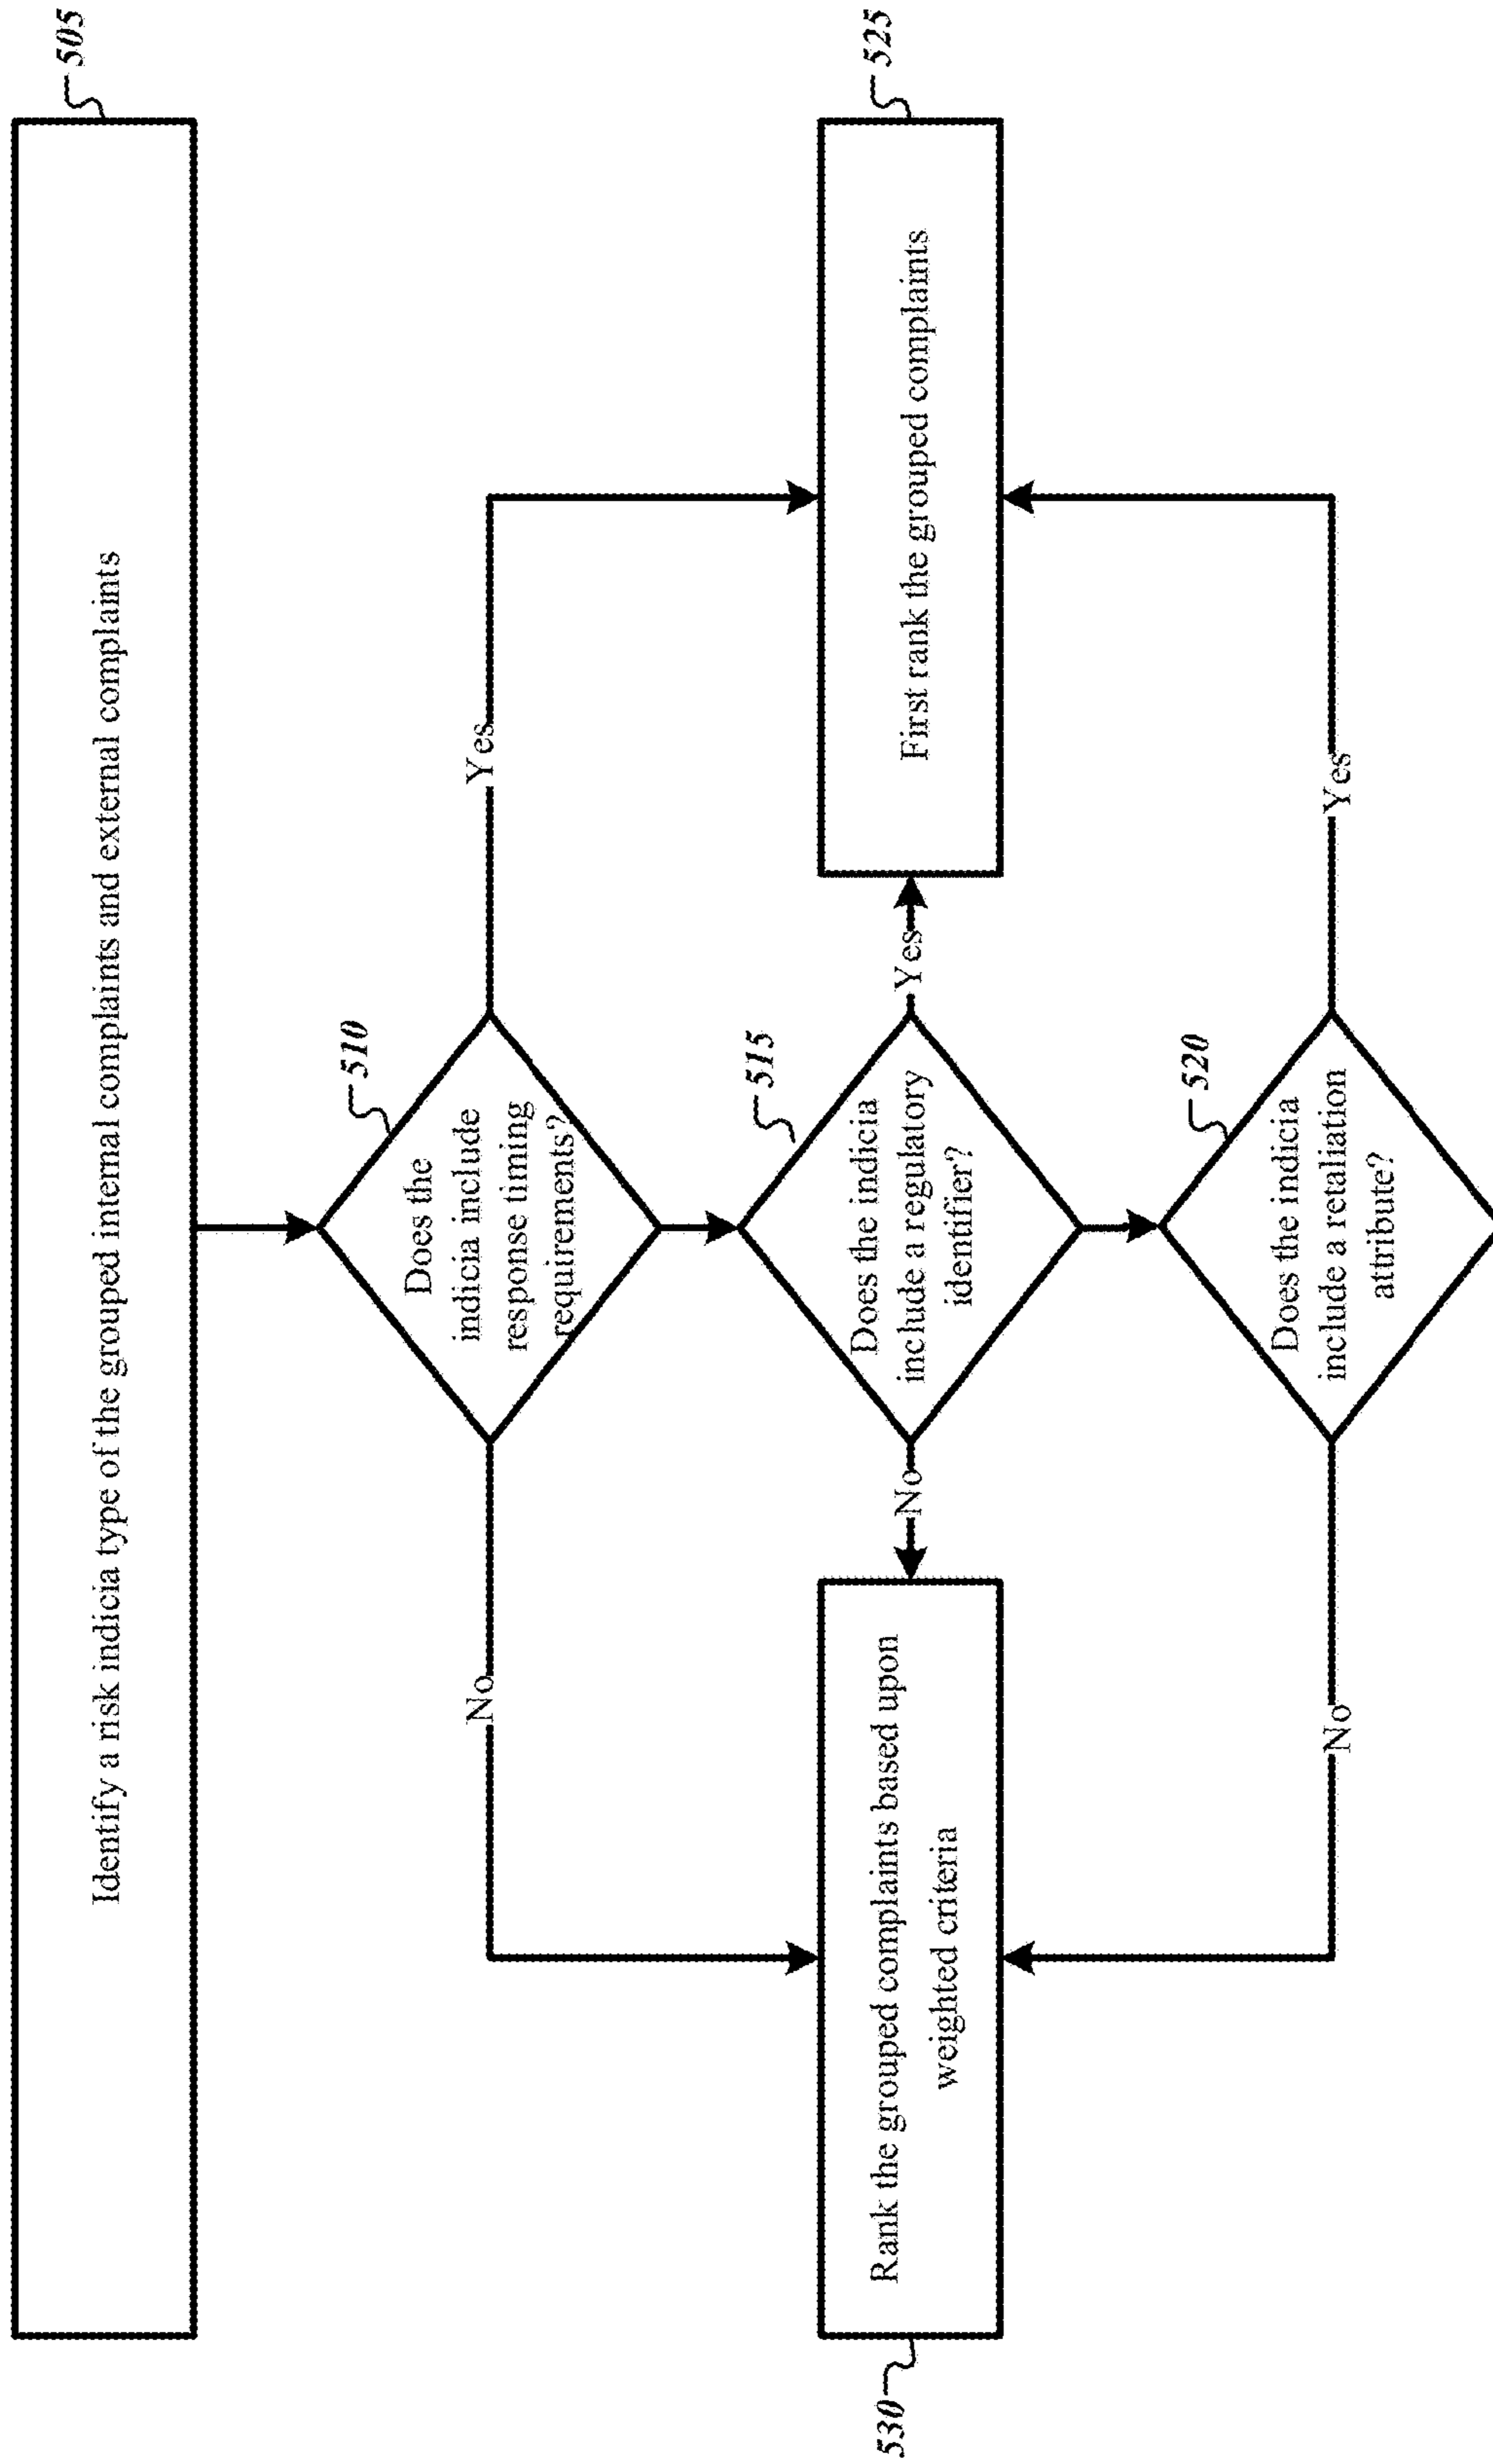 Identify a risk indicia type of the grouped internal complaints and external complaints
505
510
Does the
indicia include
response timing
requirements?
No
Yes
515
Does the indicia
include a regulatory
identifier?
No
Yes
530
Rank the grouped complaints based upon
weighted criteria
First rank the grouped complaints
525
520
Does the indicia
include a retaliation
attribute?
No
Yes